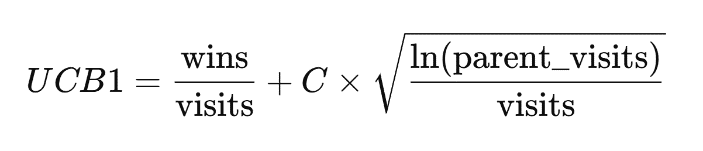 UCB1 = wins/visits + C × √(ln(parent_visits)/visits)